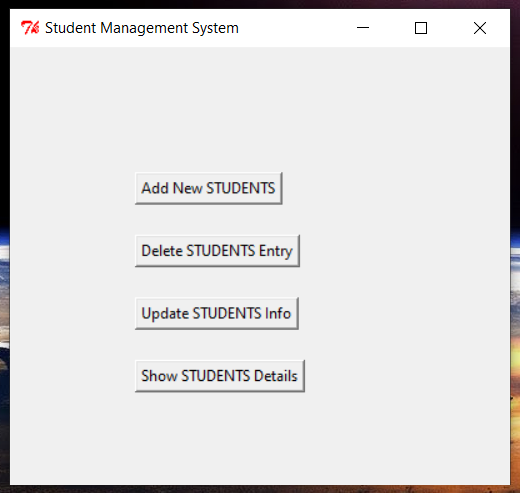 Student Management System
Add New STUDENTS
Delete STUDENTS Entry
Update STUDENTS Info
Show STUDENTS Details